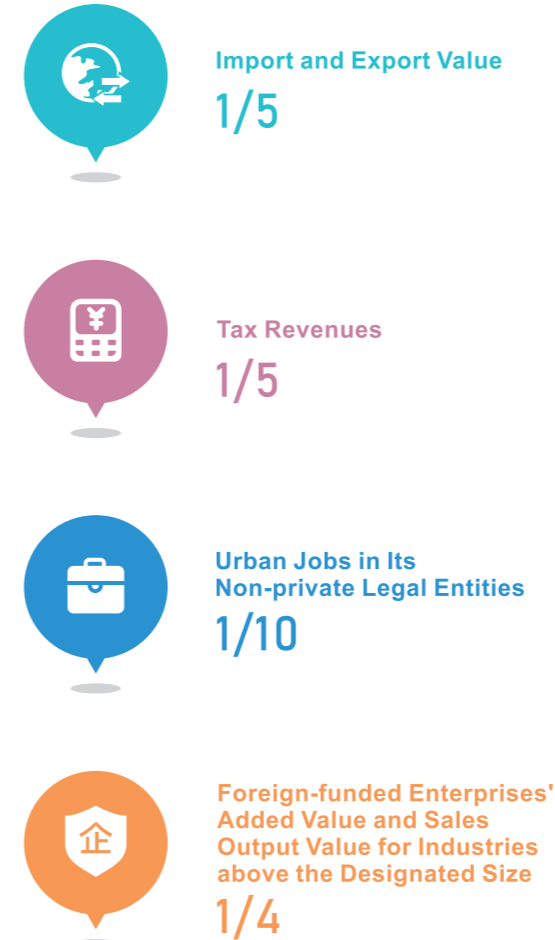 Import and Export Value
1/5
¥
Tax Revenues
1/5
Urban Jobs in Its
Non-private Legal Entities
1/10
企
Foreign-funded Enterprises'
Added Value and Sales
Output Value for Industries
above the Designated Size
1/4